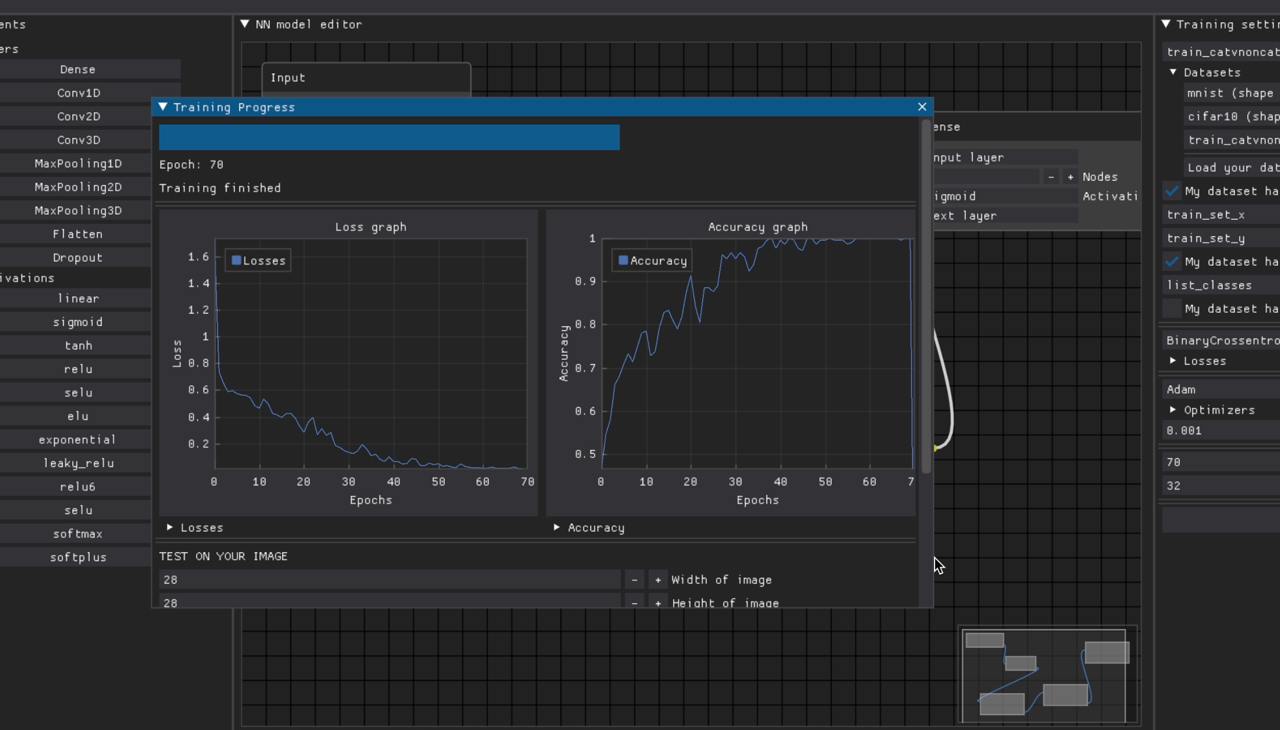 ents
ers
Dense
Conv1D
Conv2D
Conv3D
MaxPooling1D
MaxPooling2D
MaxPooling3D
Flatten
Dropout
ivations
linear
sigmoid
tanh
relu
selu
elu
exponential
leaky_relu
relu6
selu
softmax
softplus
NN model editor
Input
Training Progress
Epoch: 70
Training finished
Loss graph
Losses
Loss
1.6
1.4
1.2
1
0.8
0.6
0.4
0.2
0 10 20 30 40 50 60 70
Epochs
Accuracy graph
Accuracy
Accuracy
1
0.9
0.8
0.7
0.6
0.5
0 10 20 30 40 50 60 7
Epochs
Losses
Accuracy
TEST ON YOUR IMAGE
28 - + Width of image
28 - + Height of image
ense
nput layer
- + Nodes
igmoid Activati
ext layer
Training settin
train_catvnoncat
Datasets
mnist (shape
cifar10 (shap
train_catvnon
Load your dat
My dataset ha
train_set_x
train_set_y
My dataset ha
list_classes
My dataset ha
BinaryCrossentro
Losses
Adam
Optimizers
0.001
70
32